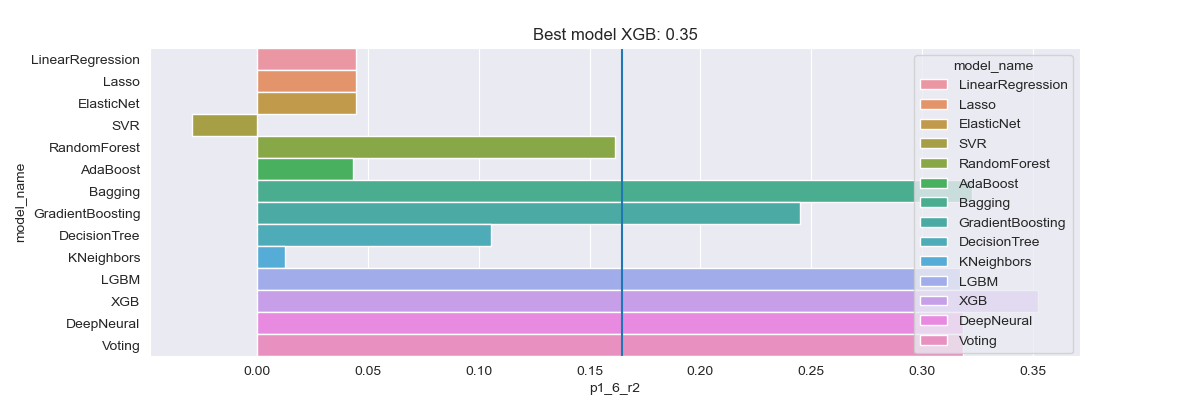 Best model XGB: 0.35
LinearRegression
Lasso
ElasticNet
SVR
RandomForest
AdaBoost
Bagging
GradientBoosting
DecisionTree
KNeighbors
LGBM
XGB
DeepNeural
Voting
model_name
model_name
LinearRegression
Lasso
ElasticNet
SVR
RandomForest
AdaBoost
Bagging
GradientBoosting
DecisionTree
KNeighbors
LGBM
XGB
DeepNeural
Voting
0.00 0.05 0.10 0.15 0.20 0.25 0.30 0.35
p1_6_r2